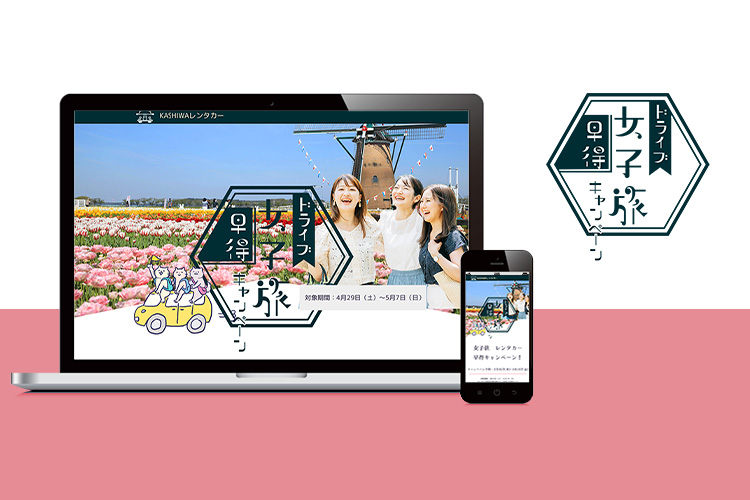 KASHIWAレンタカー
ドライブ
女子旅
早得
キャンペーン
対象期間：4月29日（土）～5月7日（日）
ドライブ
女子旅
早得
キャンペーン
女子旅 レンタカー
早得キャンペーン！